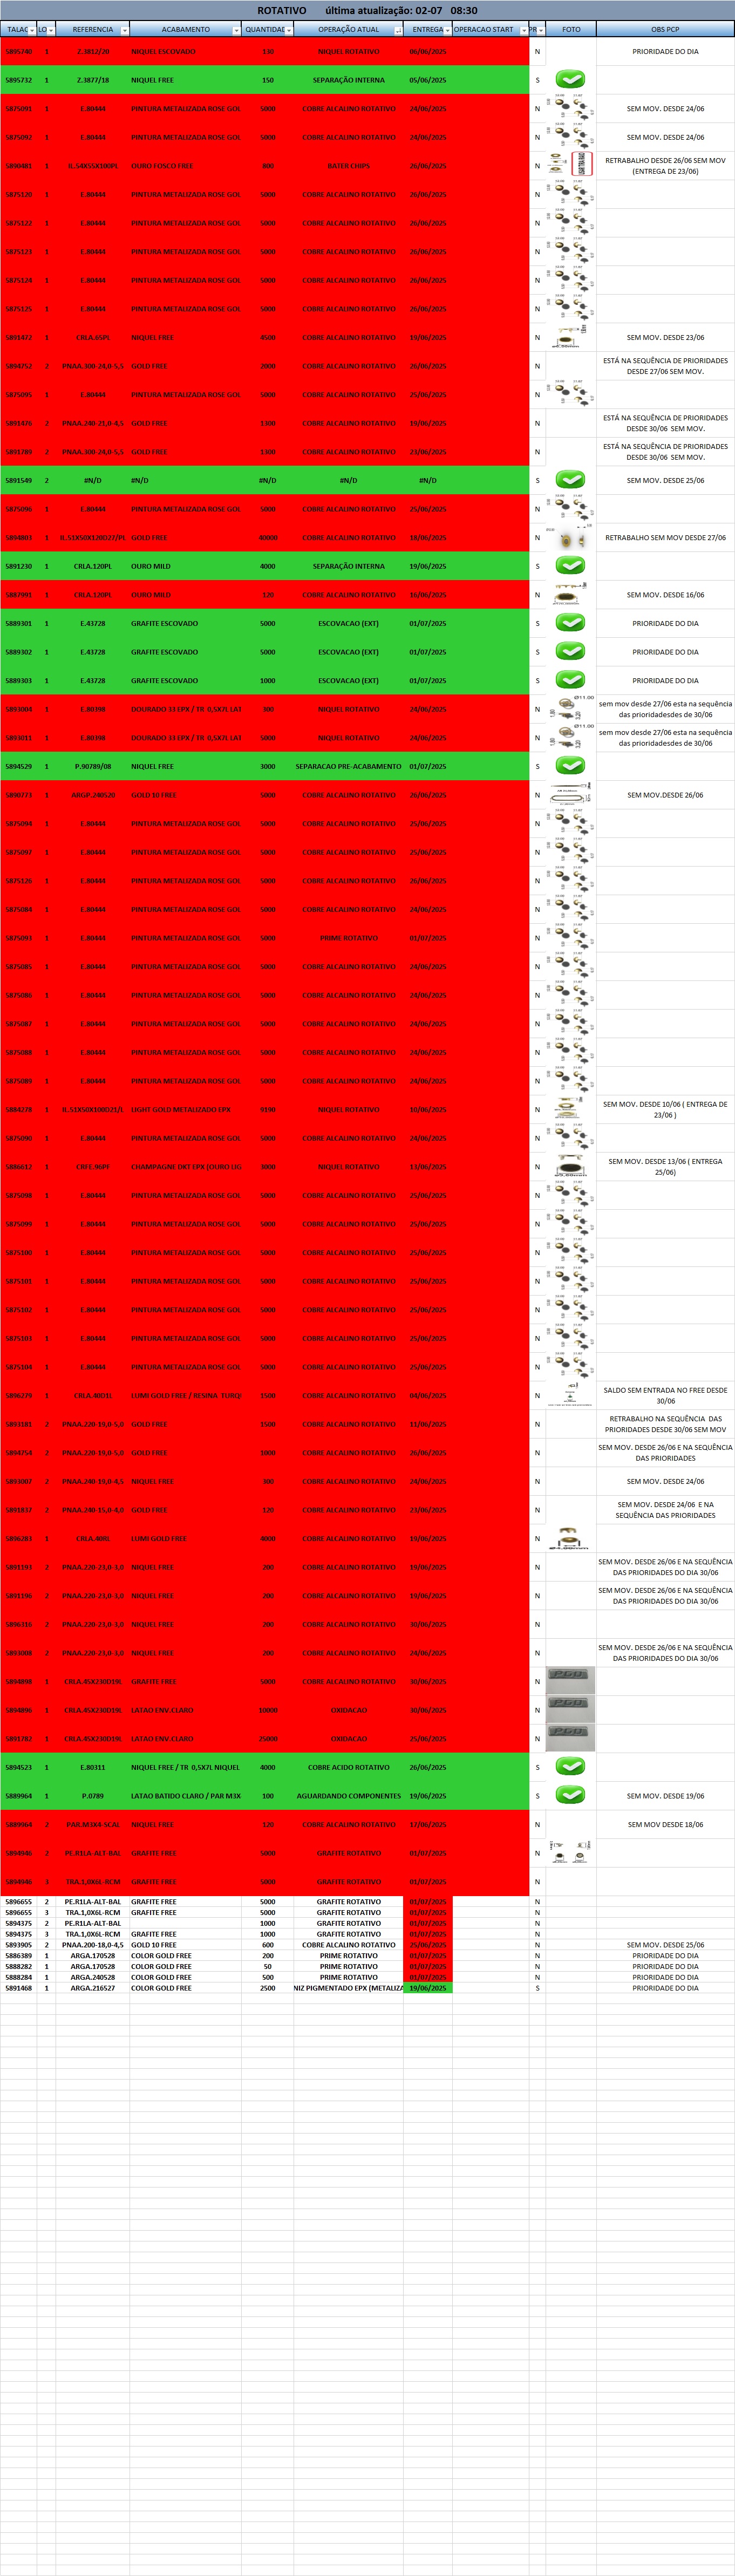 ROTATIVO última atualização: 02-07 08:30
TALAO LO REFERENCIA ACABAMENTO QUANTIDAD OPERAÇÃO ATUAL ENTREGA OPERACAO START PR FOTO OBS PCP
5895740 1 Z.3812/20 NIQUEL ESCOVADO 130 NIQUEL ROTATIVO 06/06/2025 N PRIORIDADE DO DIA
5895732 1 Z.3877/18 NIQUEL FREE 150 SEPARAÇÃO INTERNA 05/06/2025 S
5875091 1 E.80444 PINTURA METALIZADA ROSE GOL 5000 COBRE ALCALINO ROTATIVO 24/06/2025 N SEM MOV. DESDE 24/06
5875092 1 E.80444 PINTURA METALIZADA ROSE GOL 5000 COBRE ALCALINO ROTATIVO 24/06/2025 N SEM MOV. DESDE 24/06
5890481 1 IL.54X55X100PL OURO FOSCO FREE 600 BATER CHIPS 26/06/2025 N RETRABALHO DESDE 26/06 SEM MOV
(ENTREGA DE 23/06)
5875120 1 E.80444 PINTURA METALIZADA ROSE GOL 5000 COBRE ALCALINO ROTATIVO 26/06/2025 N
5875122 1 E.80444 PINTURA METALIZADA ROSE GOL 5000 COBRE ALCALINO ROTATIVO 26/06/2025 N
5875123 1 E.80444 PINTURA METALIZADA ROSE GOL 5000 COBRE ALCALINO ROTATIVO 26/06/2025 N
5875124 1 E.80444 PINTURA METALIZADA ROSE GOL 5000 COBRE ALCALINO ROTATIVO 26/06/2025 N
5875125 1 E.80444 PINTURA METALIZADA ROSE GOL 5000 COBRE ALCALINO ROTATIVO 26/06/2025 N
5891472 1 CRLA.65PL NIQUEL FREE 4500 COBRE ALCALINO ROTATIVO 19/06/2025 N SEM MOV. DESDE 23/06
5894752 2 PNAA.300-24,0-5,5 GOLD FREE 2000 COBRE ALCALINO ROTATIVO 26/06/2025 N ESTÁ NA SEQUÊNCIA DE PRIORIDADES
DESDE 27/06 SEM MOV.
5875095 1 E.80444 PINTURA METALIZADA ROSE GOL 5000 COBRE ALCALINO ROTATIVO 25/06/2025 N
5891476 2 PNAA.240-21,0-4,5 GOLD FREE 1300 COBRE ALCALINO ROTATIVO 19/06/2025 N ESTÁ NA SEQUÊNCIA DE PRIORIDADES
DESDE 30/06 SEM MOV.
5891789 2 PNAA.300-24,0-5,5 GOLD FREE 1300 COBRE ALCALINO ROTATIVO 23/06/2025 N ESTÁ NA SEQUÊNCIA DE PRIORIDADES
DESDE 30/06 SEM MOV.
5891549 2 #N/D #N/D #N/D #N/D #N/D S SEM MOV. DESDE 25/06
5875096 1 E.80444 PINTURA METALIZADA ROSE GOL 5000 COBRE ALCALINO ROTATIVO 25/06/2025 N
5894803 1 IL.51X50X120D27/PL GOLD FREE 40000 COBRE ALCALINO ROTATIVO 18/06/2025 N RETRABALHO SEM MOV DESDE 27/06
5891230 1 CRLA.120PL OURO MILD 4000 SEPARAÇÃO INTERNA 19/06/2025 S
5887991 1 CRLA.120PL OURO MILD 120 COBRE ALCALINO ROTATIVO 16/06/2025 N SEM MOV. DESDE 16/06
5889301 1 E.43728 GRAFITE ESCOVADO 5000 ESCOVACAO (EXT) 01/07/2025 S PRIORIDADE DO DIA
5889302 1 E.43728 GRAFITE ESCOVADO 5000 ESCOVACAO (EXT) 01/07/2025 S PRIORIDADE DO DIA
5889303 1 E.43728 GRAFITE ESCOVADO 1000 ESCOVACAO (EXT) 01/07/2025 S PRIORIDADE DO DIA
5893004 1 E.80398 DOURADO 33 EPX / TR 0,5X7L LAT 300 NIQUEL ROTATIVO 24/06/2025 N Ø11.00 sem mov desde 27/06 esta na sequência
das prioridadesdes de 30/06
5893011 1 E.80398 DOURADO 33 EPX / TR 0,5X7L LAT 5000 NIQUEL ROTATIVO 24/06/2025 N Ø11.00 sem mov desde 27/06 esta na sequência
das prioridadesdes de 30/06
5894529 1 P.90789/08 NIQUEL FREE 3000 SEPARACAO PRE-ACABAMENTO 01/07/2025 S
5890773 1 ARGP.240520 GOLD 10 FREE 5000 COBRE ALCALINO ROTATIVO 26/06/2025 N SEM MOV.DESDE 26/06
5875094 1 E.80444 PINTURA METALIZADA ROSE GOL 5000 COBRE ALCALINO ROTATIVO 25/06/2025 N
5875097 1 E.80444 PINTURA METALIZADA ROSE GOL 5000 COBRE ALCALINO ROTATIVO 25/06/2025 N
5875126 1 E.80444 PINTURA METALIZADA ROSE GOL 5000 COBRE ALCALINO ROTATIVO 26/06/2025 N
5875084 1 E.80444 PINTURA METALIZADA ROSE GOL 5000 COBRE ALCALINO ROTATIVO 24/06/2025 N
5875093 1 E.80444 PINTURA METALIZADA ROSE GOL 5000 PRIME ROTATIVO 01/07/2025 N
5875085 1 E.80444 PINTURA METALIZADA ROSE GOL 5000 COBRE ALCALINO ROTATIVO 24/06/2025 N
5875086 1 E.80444 PINTURA METALIZADA ROSE GOL 5000 COBRE ALCALINO ROTATIVO 24/06/2025 N
5875087 1 E.80444 PINTURA METALIZADA ROSE GOL 5000 COBRE ALCALINO ROTATIVO 24/06/2025 N
5875088 1 E.80444 PINTURA METALIZADA ROSE GOL 5000 COBRE ALCALINO ROTATIVO 24/06/2025 N
5875089 1 E.80444 PINTURA METALIZADA ROSE GOL 5000 COBRE ALCALINO ROTATIVO 24/06/2025 N
5884278 1 IL.51X50X100D21/L LIGHT GOLD METALIZADO EPX 9190 NIQUEL ROTATIVO 10/06/2025 N SEM MOV. DESDE 10/06 ( ENTREGA DE
23/06 )
5875090 1 E.80444 PINTURA METALIZADA ROSE GOL 5000 COBRE ALCALINO ROTATIVO 24/06/2025 N
5886612 1 CRFE.96PF CHAMPAGNE DKT EPX (OURO LIG 3000 NIQUEL ROTATIVO 13/06/2025 N SEM MOV. DESDE 13/06 ( ENTREGA
25/06)
5875098 1 E.80444 PINTURA METALIZADA ROSE GOL 5000 COBRE ALCALINO ROTATIVO 25/06/2025 N
5875099 1 E.80444 PINTURA METALIZADA ROSE GOL 5000 COBRE ALCALINO ROTATIVO 25/06/2025 N
5875100 1 E.80444 PINTURA METALIZADA ROSE GOL 5000 COBRE ALCALINO ROTATIVO 25/06/2025 N
5875101 1 E.80444 PINTURA METALIZADA ROSE GOL 5000 COBRE ALCALINO ROTATIVO 25/06/2025 N
5875102 1 E.80444 PINTURA METALIZADA ROSE GOL 5000 COBRE ALCALINO ROTATIVO 25/06/2025 N
5875103 1 E.80444 PINTURA METALIZADA ROSE GOL 5000 COBRE ALCALINO ROTATIVO 25/06/2025 N
5875104 1 E.80444 PINTURA METALIZADA ROSE GOL 5000 COBRE ALCALINO ROTATIVO 25/06/2025 N
5896279 1 CRLA.40D1L LUMI GOLD FREE / RESINA TURQ 1500 COBRE ALCALINO ROTATIVO 04/06/2025 N SALDO SEM ENTRADA NO FREE DESDE
30/06
5893181 2 PNAA.220-19,0-5,0 GOLD FREE 1500 COBRE ALCALINO ROTATIVO 11/06/2025 N RETRABALHO NA SEQUÊNCIA DAS
PRIORIDADES DESDE 30/06 SEM MOV
5894754 2 PNAA.220-19,0-5,0 GOLD FREE 1000 COBRE ALCALINO ROTATIVO 26/06/2025 N SEM MOV. DESDE 26/06 E NA SEQUÊNCIA
DAS PRIORIDADES
5893007 2 PNAA.240-19,0-4,5 NIQUEL FREE 300 COBRE ALCALINO ROTATIVO 24/06/2025 N SEM MOV. DESDE 24/06
5891837 2 PNAA.240-15,0-4,0 GOLD FREE 120 COBRE ALCALINO ROTATIVO 23/06/2025 N SEM MOV. DESDE 24/06 E NA
SEQUÊNCIA DAS PRIORIDADES
5896283 1 CRLA.40RL LUMI GOLD FREE 4000 COBRE ALCALINO ROTATIVO 19/06/2025 N
5891193 2 PNAA.220-23,0-3,0 NIQUEL FREE 200 COBRE ALCALINO ROTATIVO 19/06/2025 N SEM MOV. DESDE 26/06 E NA SEQUÊNCIA
DAS PRIORIDADES DO DIA 30/06
5891196 2 PNAA.220-23,0-3,0 NIQUEL FREE 200 COBRE ALCALINO ROTATIVO 19/06/2025 N SEM MOV. DESDE 26/06 E NA SEQUÊNCIA
DAS PRIORIDADES DO DIA 30/06
5896316 2 PNAA.220-23,0-3,0 NIQUEL FREE 200 COBRE ALCALINO ROTATIVO 30/06/2025 N
5893008 2 PNAA.220-23,0-3,0 NIQUEL FREE 200 COBRE ALCALINO ROTATIVO 24/06/2025 N SEM MOV. DESDE 26/06 E NA SEQUÊNCIA
DAS PRIORIDADES DO DIA 30/06
5894898 1 CRLA.45X230D19L GRAFITE FREE 5000 COBRE ALCALINO ROTATIVO 30/06/2025 N
5894896 1 CRLA.45X230D19L LATAO ENV.CLARO 10000 OXIDACAO 30/06/2025 N
5891782 1 CRLA.45X230D19L LATAO ENV.CLARO 25000 OXIDACAO 25/06/2025 N
5894523 1 E.80311 NIQUEL FREE / TR 0,5X7L NIQUEL 4000 COBRE ACIDO ROTATIVO 26/06/2025 S
5889964 1 P.0789 LATAO BATIDO CLARO / PAR M3X 100 AGUARDANDO COMPONENTES 19/06/2025 S SEM MOV. DESDE 19/06
5889964 2 PAR.M3X4-SCAL NIQUEL FREE 120 COBRE ALCALINO ROTATIVO 17/06/2025 N SEM MOV DESDE 18/06
5894946 2 PE.R1LA-ALT-BAL GRAFITE FREE 5000 GRAFITE ROTATIVO 01/07/2025 N
5894946 3 TRA.1,0X6L-RCM GRAFITE FREE 5000 GRAFITE ROTATIVO 01/07/2025 N
5896655 2 PE.R1LA-ALT-BAL GRAFITE FREE 5000 GRAFITE ROTATIVO 01/07/2025 N
5896655 3 TRA.1,0X6L-RCM GRAFITE FREE 5000 GRAFITE ROTATIVO 01/07/2025 N
5894375 2 PE.R1LA-ALT-BAL 1000 GRAFITE ROTATIVO 01/07/2025 N
5894375 3 TRA.1,0X6L-RCM GRAFITE FREE 1000 GRAFITE ROTATIVO 01/07/2025 N
5893905 2 PNAA.200-18,0-4,5 GOLD 10 FREE 600 COBRE ALCALINO ROTATIVO 25/06/2025 N SEM MOV. DESDE 25/06
5886389 1 ARGA.170528 COLOR GOLD FREE 200 PRIME ROTATIVO 01/07/2025 N PRIORIDADE DO DIA
5888282 1 ARGA.170528 COLOR GOLD FREE 50 PRIME ROTATIVO 01/07/2025 N PRIORIDADE DO DIA
5888284 1 ARGA.240528 COLOR GOLD FREE 500 PRIME ROTATIVO 01/07/2025 N PRIORIDADE DO DIA
5891468 1 ARGA.216527 COLOR GOLD FREE 2500 NIZ PIGMENTADO EPX (METALIZA 19/06/2025 S PRIORIDADE DO DIA